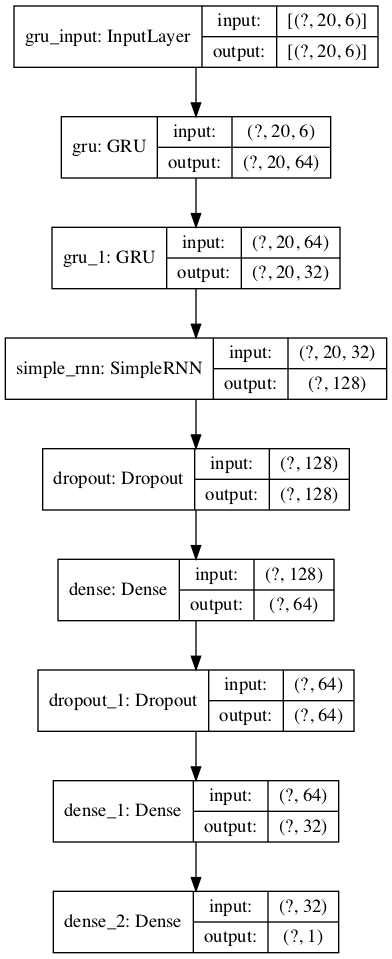 gru_input: InputLayer
input: [(?, 20, 6)]
output: [(?, 20, 6)]
gru: GRU
input: (?, 20, 6)
output: (?, 20, 64)
gru_1: GRU
input: (?, 20, 64)
output: (?, 20, 32)
simple_rnn: SimpleRNN
input: (?, 20, 32)
output: (?, 128)
dropout: Dropout
input: (?, 128)
output: (?, 128)
dense: Dense
input: (?, 128)
output: (?, 64)
dropout_1: Dropout
input: (?, 64)
output: (?, 64)
dense_1: Dense
input: (?, 64)
output: (?, 32)
dense_2: Dense
input: (?, 32)
output: (?, 1)